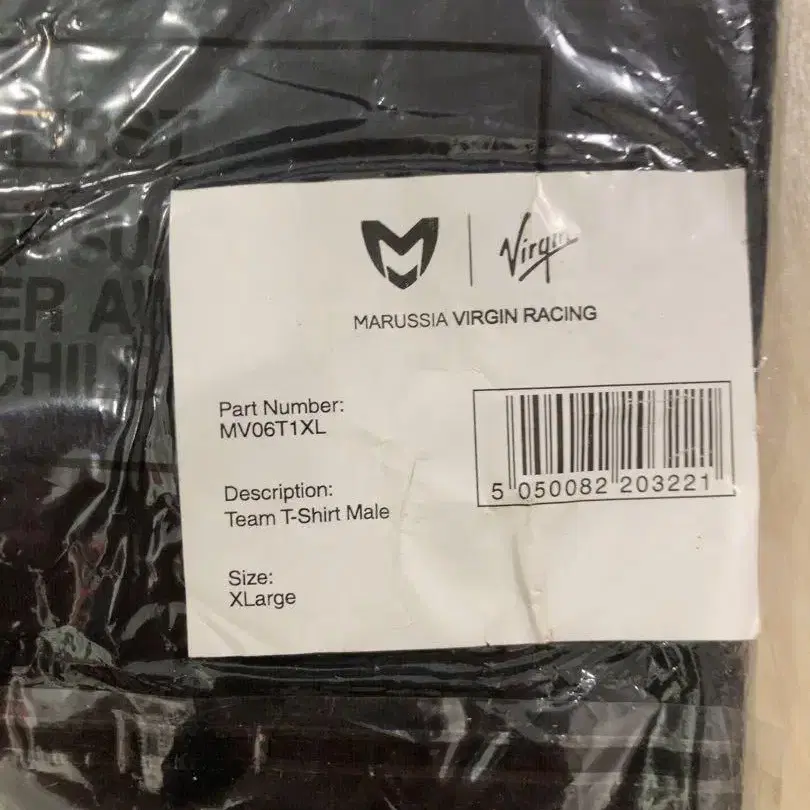 Virgin
MARUSSIA VIRGIN RACING
Part Number:
MV06T1XL
5 050082 203221
Description:
Team T-Shirt Male
Size:
XLarge